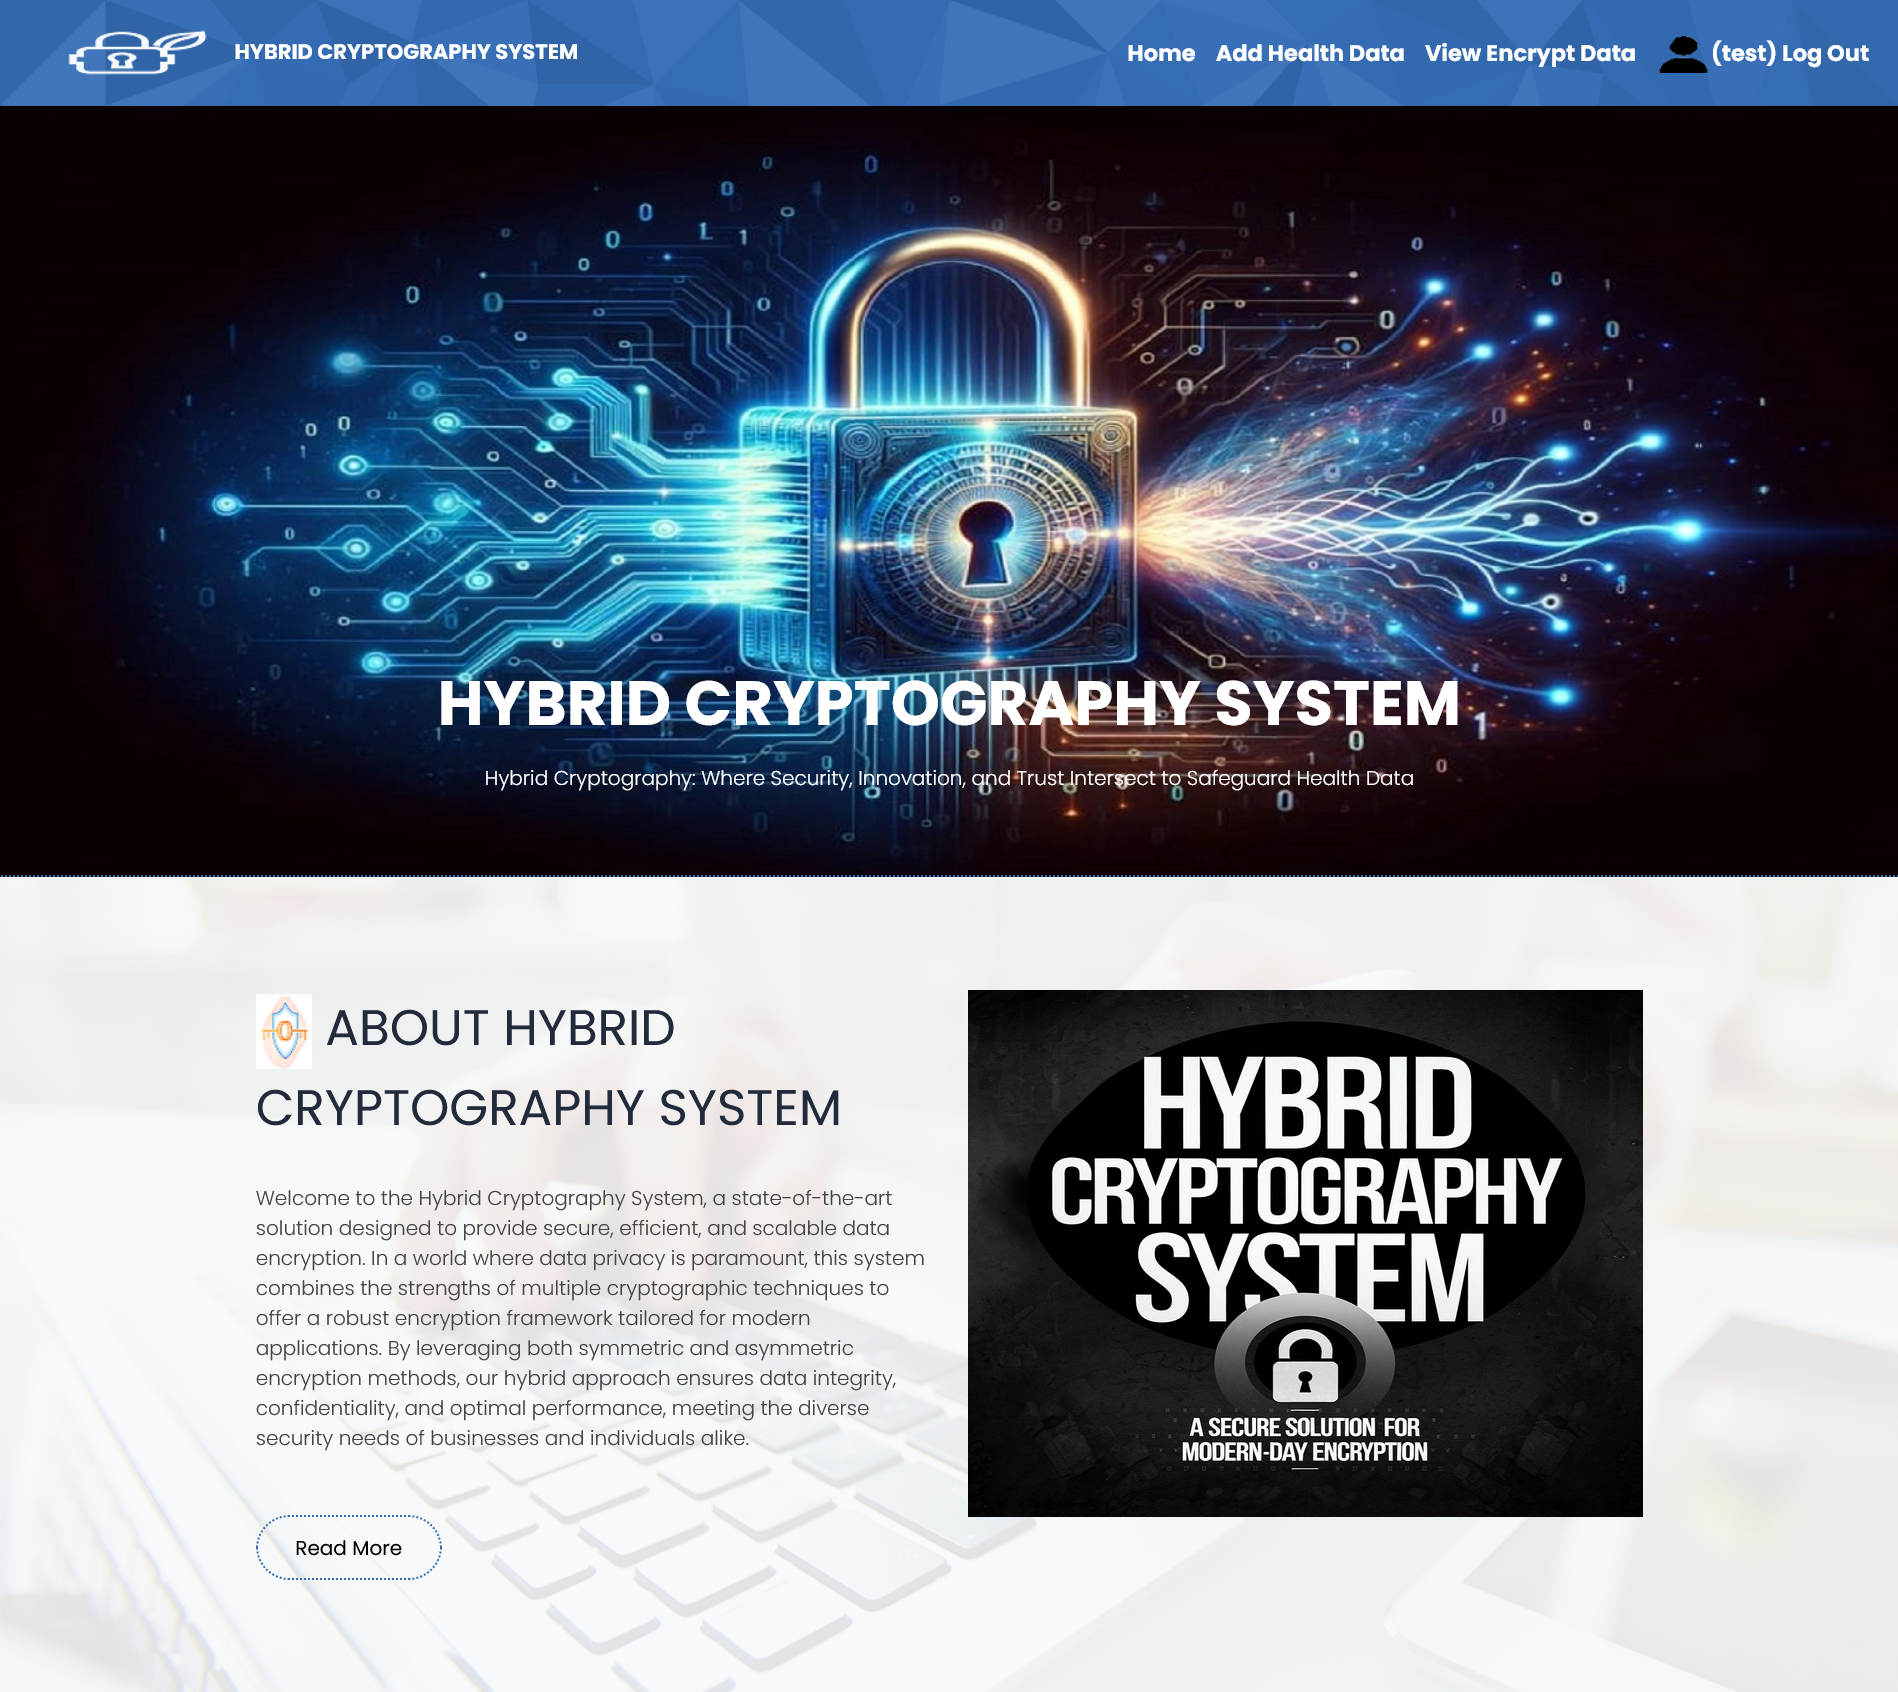 HYBRID CRYPTOGRAPHY SYSTEM
Home Add Health Data View Encrypt Data (test) Log Out
HYBRID CRYPTOGRAPHY SYSTEM
Hybrid Cryptography: Where Security, Innovation, and Trust Intersect to Safeguard Health Data
ABOUT HYBRID
CRYPTOGRAPHY SYSTEM
Welcome to the Hybrid Cryptography System, a state-of-the-art
solution designed to provide secure, efficient, and scalable data
encryption. In a world where data privacy is paramount, this system
combines the strengths of multiple cryptographic techniques to
offer a robust encryption framework tailored for modern
applications. By leveraging both symmetric and asymmetric
encryption methods, our hybrid approach ensures data integrity,
confidentiality, and optimal performance, meeting the diverse
security needs of businesses and individuals alike.
Read More
HYBRID
CRYPTOGRAPHY
SYSTEM
A SECURE SOLUTION FOR
MODERN-DAY ENCRYPTION